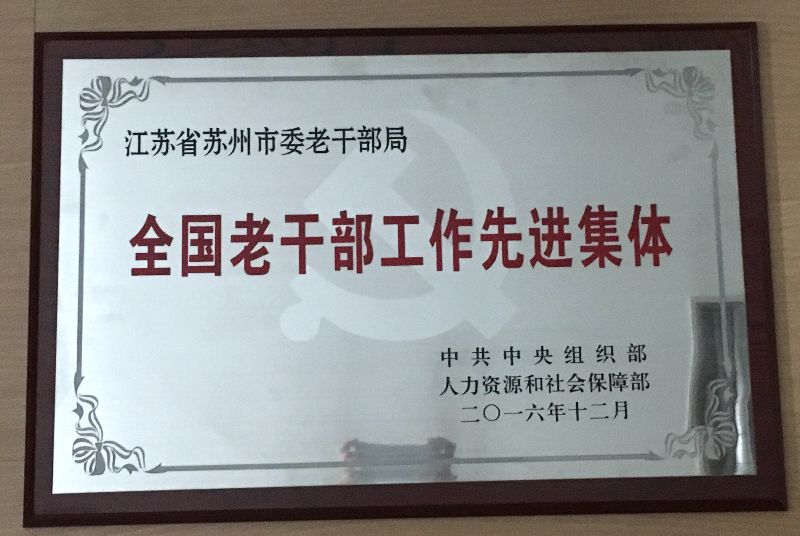 江苏省苏州市委老干部局
全国老干部工作先进集体
中共中央组织部
人力资源和社会保障部
二〇一六年十二月